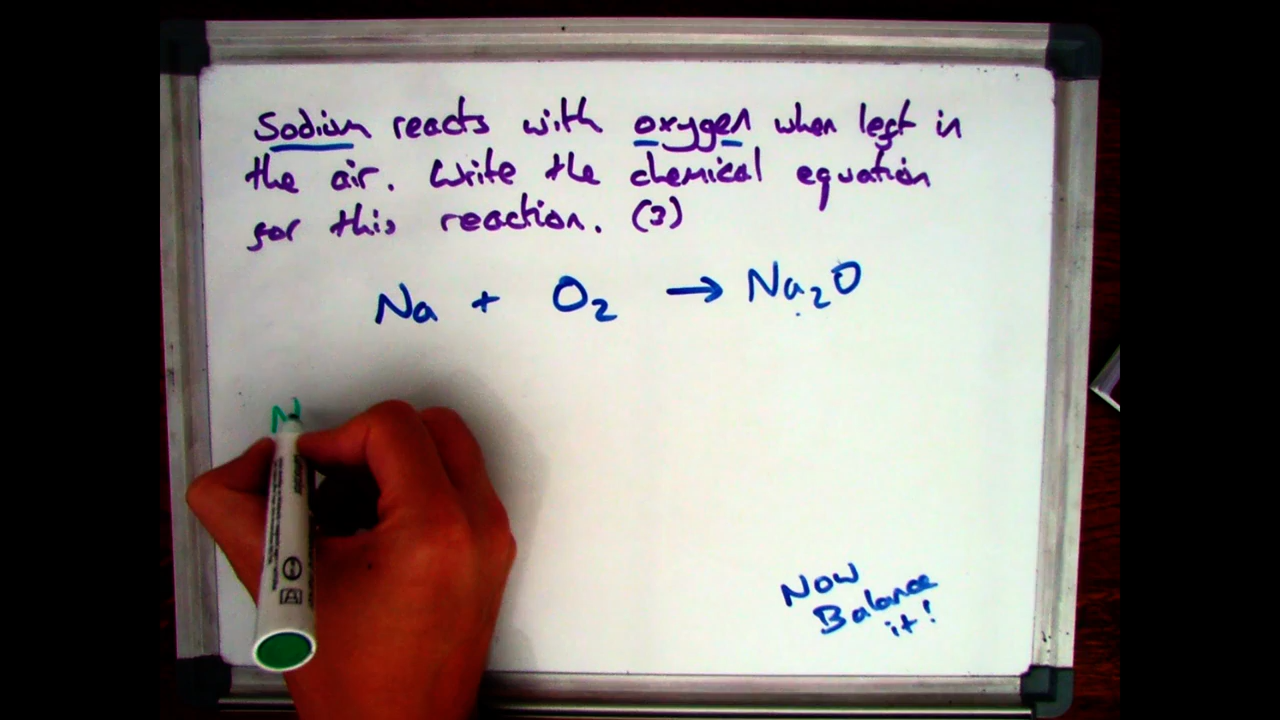 Sodium reacts with oxygen when left in
the air. Write the chemical equation
for this reaction. (3)
Na + O₂ → Na₂O
N
Now
Balance
it!